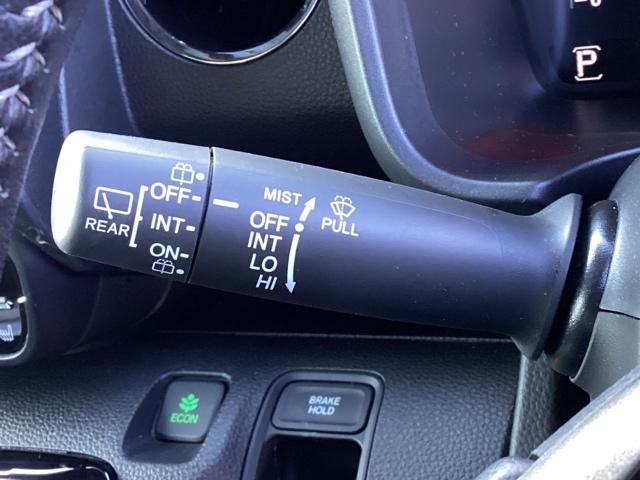 P
REAR
OFF
INT
ON
MIST
OFF
INT
LO
HI
PULL
ECON
BRAKE
HOLD